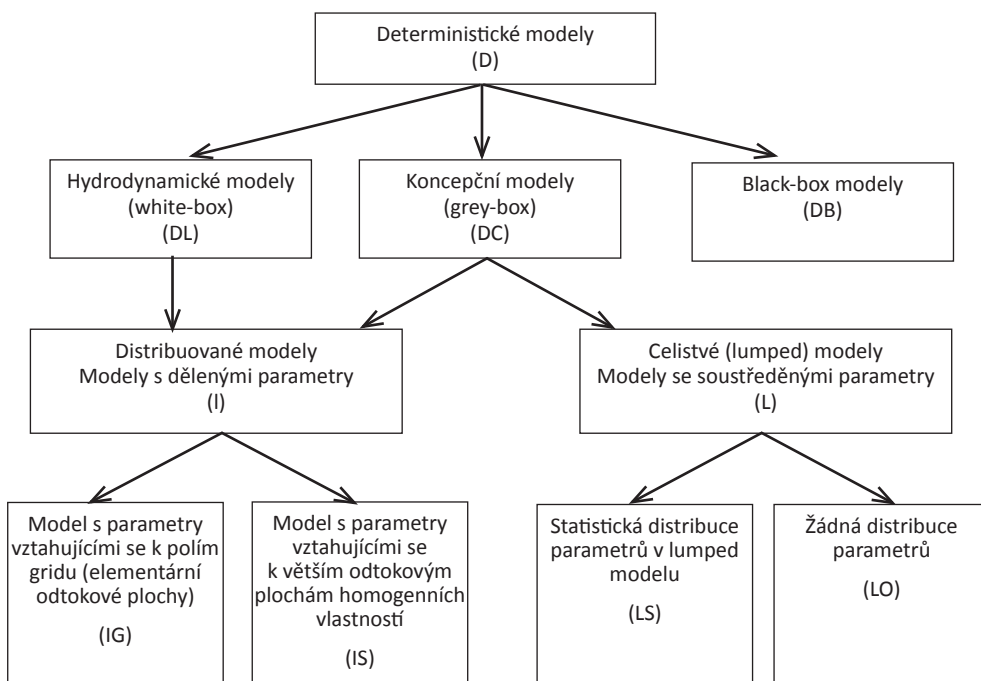 Deterministické modely
(D)
Hydrodynamické modely
(white-box)
(DL)
Koncepční modely
(grey-box)
(DC)
Black-box modely
(DB)
Distribuované modely
Modely s dělenými parametry
(l)
Celistvé (lumped) modely
Modely se soustředěnými parametry
(L)
Model s parametry
vztahujícími se k polím
gridu (elementární
odtokové plochy)
(IG)
Model s parametry
vztahujícími se
k větším odtokovým
plochám homogenních
vlastností
(IS)
Statistická distribuce
parametrů v lumped
modelu
(LS)
Žádná distribuce
parametrů
(LO)